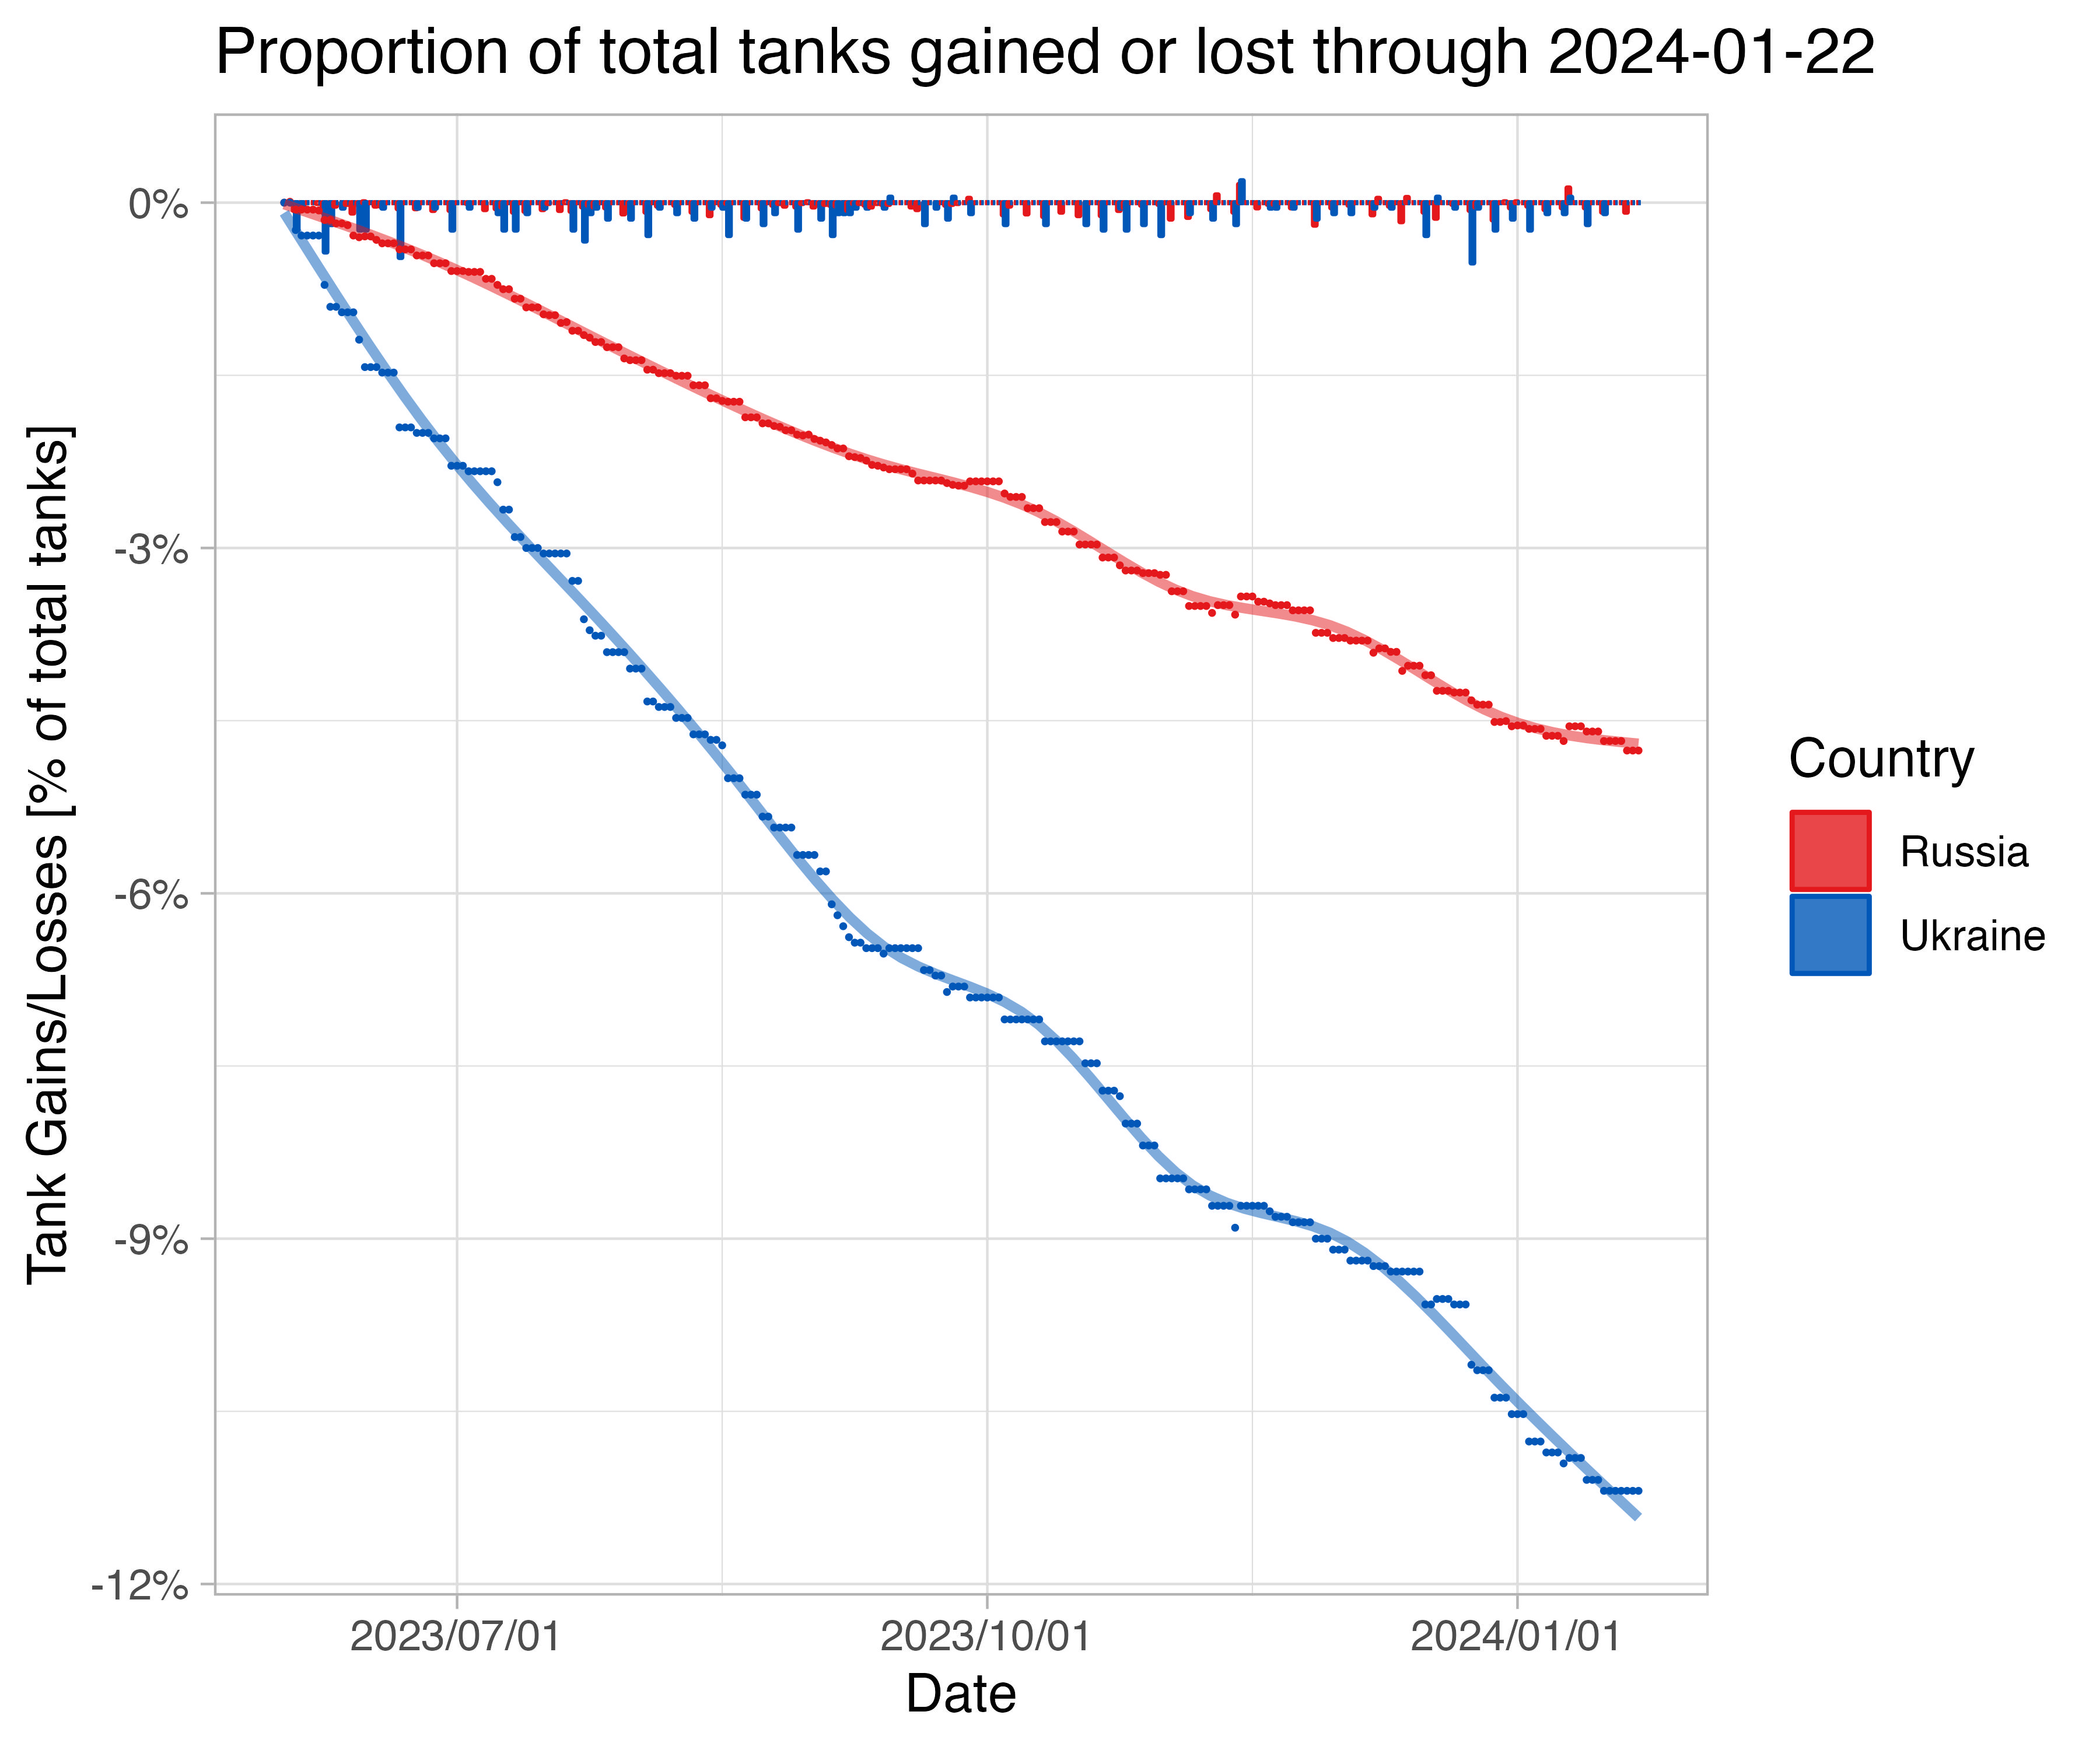 Proportion of total tanks gained or lost through 2024-01-22
Tank Gains/Losses [% of total tanks]
0%
-3%
-6%
-9%
-12%
2023/07/01
2023/10/01
2024/01/01
Date
Country
Russia
Ukraine